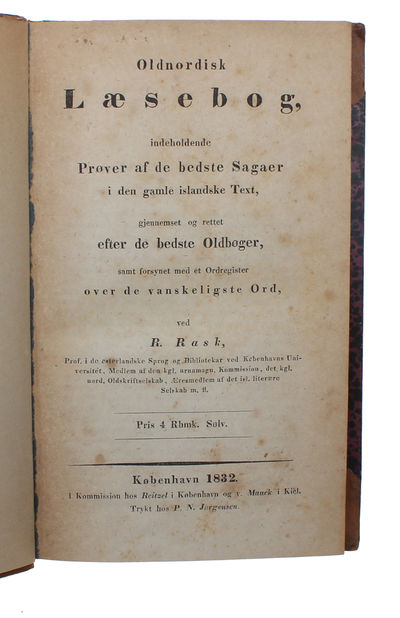 Oldnordisk
Læsebog,
indeholdende
Prøver af de bedste Sagaer
i den gamle islandske Text,
gjennemset og rettet
efter de bedste Oldbøger,
samt forsynet med et Ordregister
over de vanskeligste Ord,
ved
R. Rask,
Prof. i de østerlandske Sprog og Bibliotekar ved Københavns Uni-
versitét, Medlem af den kgl. arnamagn. Kommission, det kgl.
nord. Oldskriftselskab, Æresmedlem af det isl. literære
Selskab m. fl.
Pris 4 Rbmk. Sølv.
København 1832.
I Kommission hos Reitzel i København og v. Maack i Kiel.
Trykt hos P. N. Jørgensen.